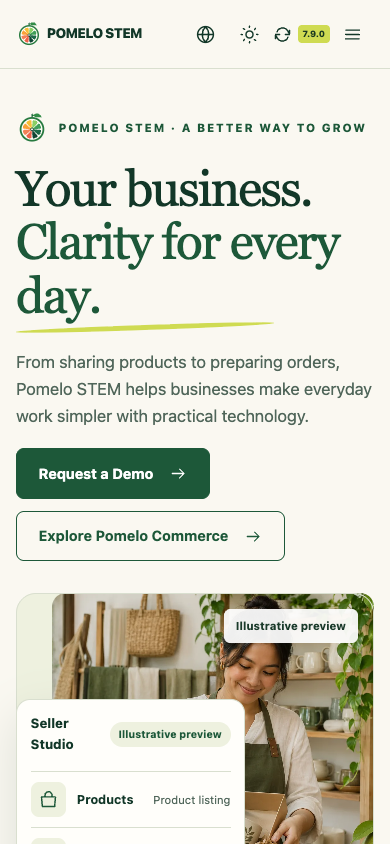 POMELO STEM
7.9.0
POMELO STEM · A BETTER WAY TO GROW
Your business.
Clarity for every
day.
From sharing products to preparing orders,
Pomelo STEM helps businesses make everyday
work simpler with practical technology.
Request a Demo
Explore Pomelo Commerce
Illustrative preview
Seller
Studio
Illustrative preview
Products
Product listing